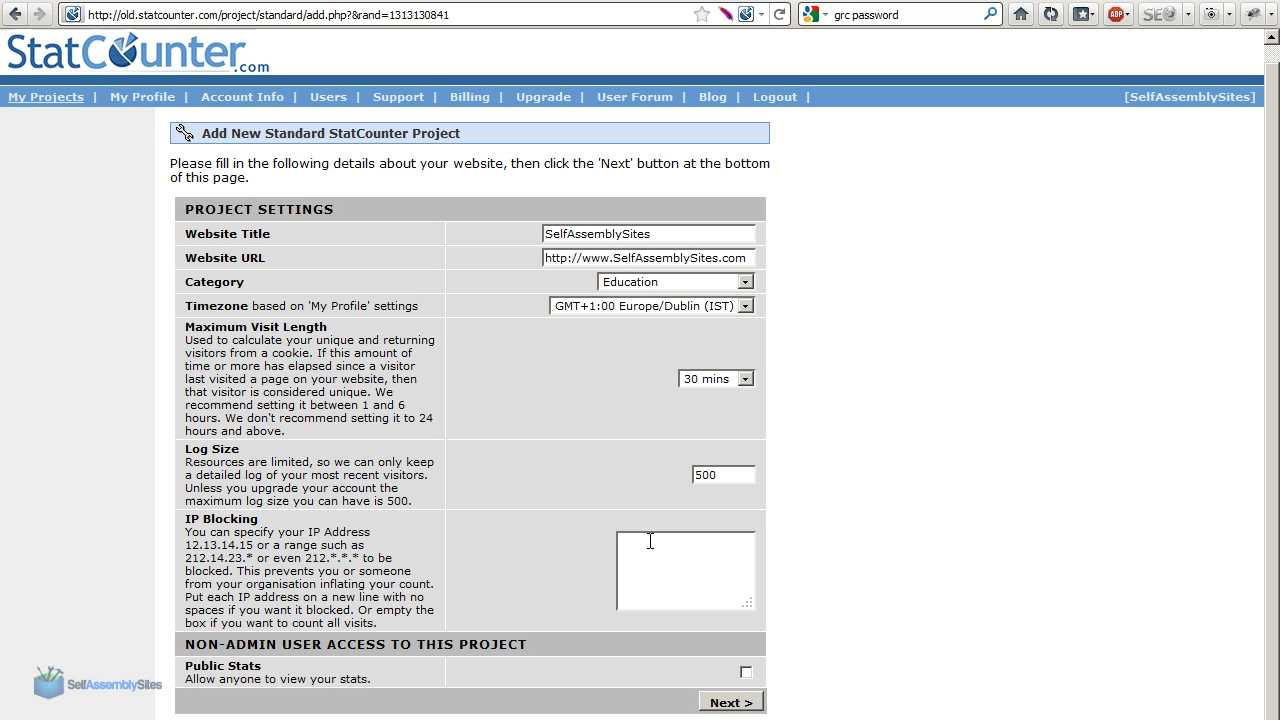 http://old.statcounter.com/project/standard/add.php?&rand=1313130841
grc password
ABP
SEO
StatCounter.com
My Projects | My Profile | Account Info | Users | Support | Billing | Upgrade | User Forum | Blog | Logout | [SelfAssemblySites]
Add New Standard StatCounter Project
Please fill in the following details about your website, then click the 'Next' button at the bottom
of this page.
PROJECT SETTINGS
Website Title SelfAssemblySites
Website URL http://www.SelfAssemblySites.com
Category Education
Timezone based on 'My Profile' settings GMT+1:00 Europe/Dublin (IST)
Maximum Visit Length
Used to calculate your unique and returning
visitors from a cookie. If this amount of
time or more has elapsed since a visitor
last visited a page on your website, then
that visitor is considered unique. We
recommend setting it between 1 and 6
hours. We don't recommend setting it to 24
hours and above.
30 mins
Log Size
Resources are limited, so we can only keep
a detailed log of your most recent visitors.
Unless you upgrade your account the
maximum log size you can have is 500.
500
IP Blocking
You can specify your IP Address
12.13.14.15 or a range such as
212.14.23.* or even 212.*.*.* to be
blocked. This prevents you or someone
from your organisation inflating your count.
Put each IP address on a new line with no
spaces if you want it blocked. Or empty the
box if you want to count all visits.
NON-ADMIN USER ACCESS TO THIS PROJECT
Public Stats
Allow anyone to view your stats.
Next >
SelfAssemblySites